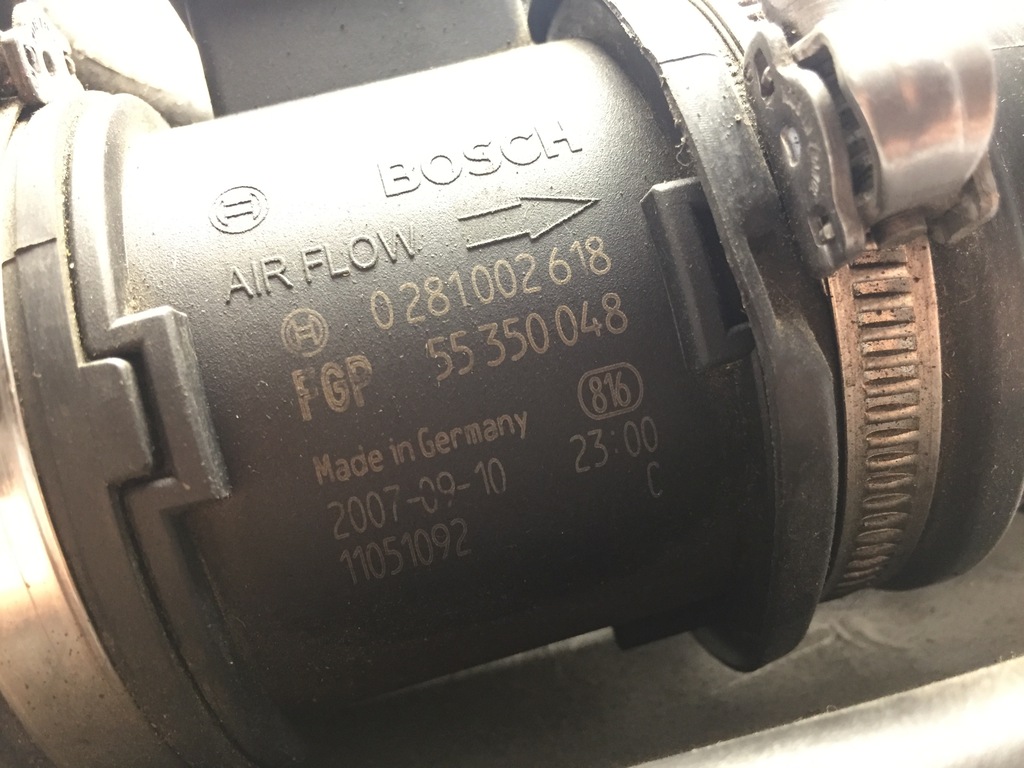 BOSCH
AIR FLOW
0 281 002 618
FGP 55 350 048
816
Made in Germany
2007-09-10 23:00
11051092 C